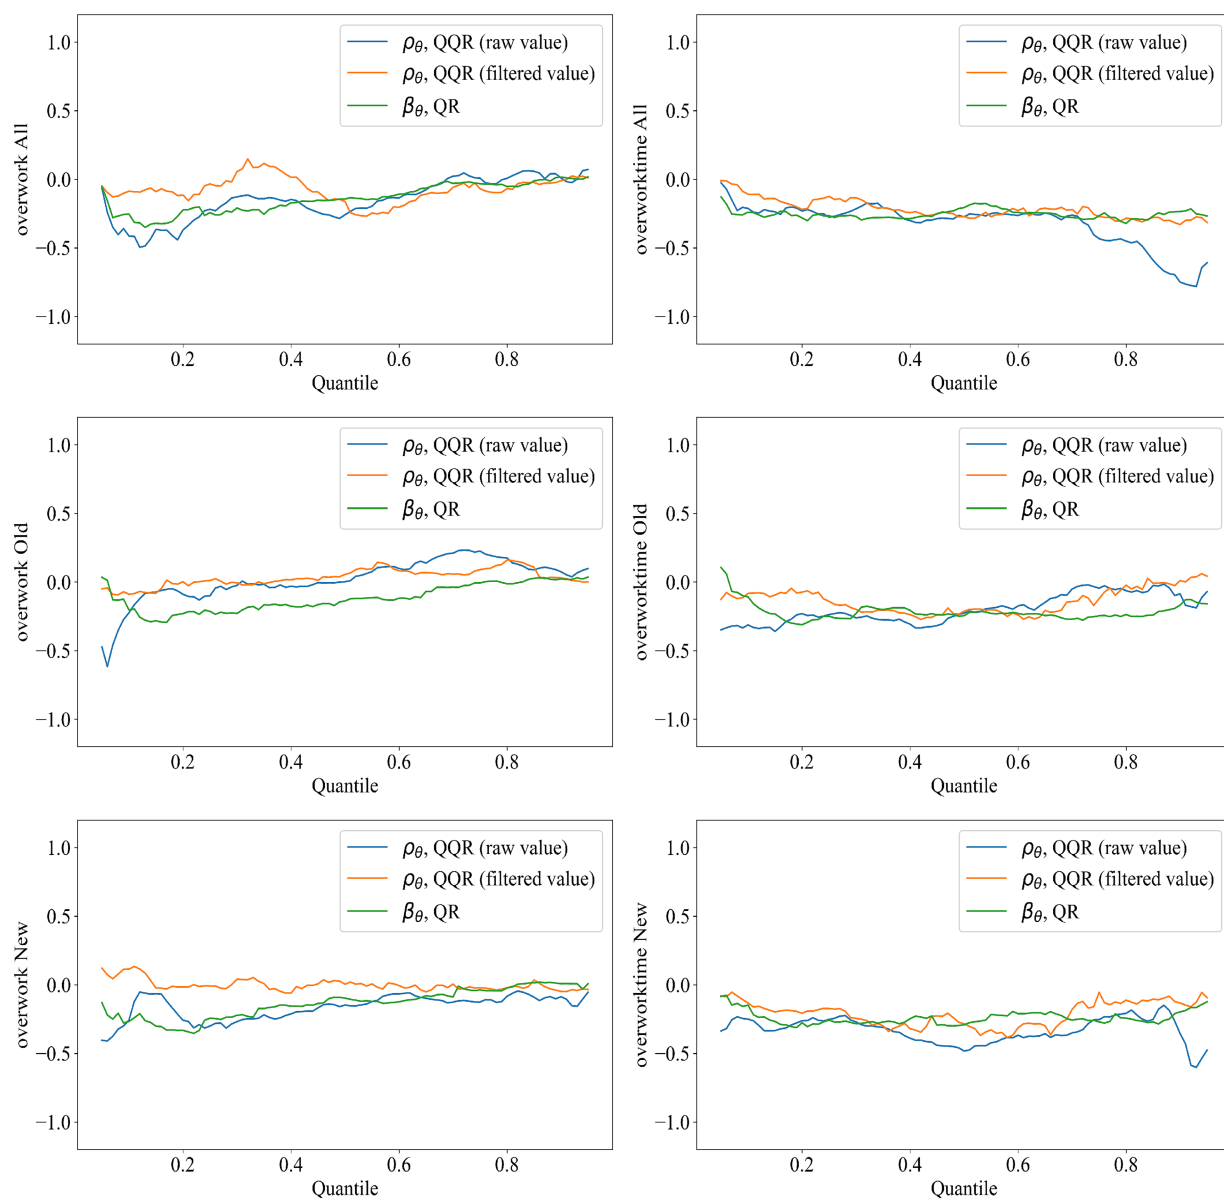 overwork All
1.0
0.5
0.0
−0.5
−1.0
ρθ, QQR (raw value)
ρθ, QQR (filtered value)
βθ, QR
0.2 0.4 0.6 0.8
Quantile
overworktime All
1.0
0.5
0.0
−0.5
−1.0
ρθ, QQR (raw value)
ρθ, QQR (filtered value)
βθ, QR
0.2 0.4 0.6 0.8
Quantile
overwork Old
1.0
0.5
0.0
−0.5
−1.0
ρθ, QQR (raw value)
ρθ, QQR (filtered value)
βθ, QR
0.2 0.4 0.6 0.8
Quantile
overworktime Old
1.0
0.5
0.0
−0.5
−1.0
ρθ, QQR (raw value)
ρθ, QQR (filtered value)
βθ, QR
0.2 0.4 0.6 0.8
Quantile
overwork New
1.0
0.5
0.0
−0.5
−1.0
ρθ, QQR (raw value)
ρθ, QQR (filtered value)
βθ, QR
0.2 0.4 0.6 0.8
Quantile
overworktime New
1.0
0.5
0.0
−0.5
−1.0
ρθ, QQR (raw value)
ρθ, QQR (filtered value)
βθ, QR
0.2 0.4 0.6 0.8
Quantile